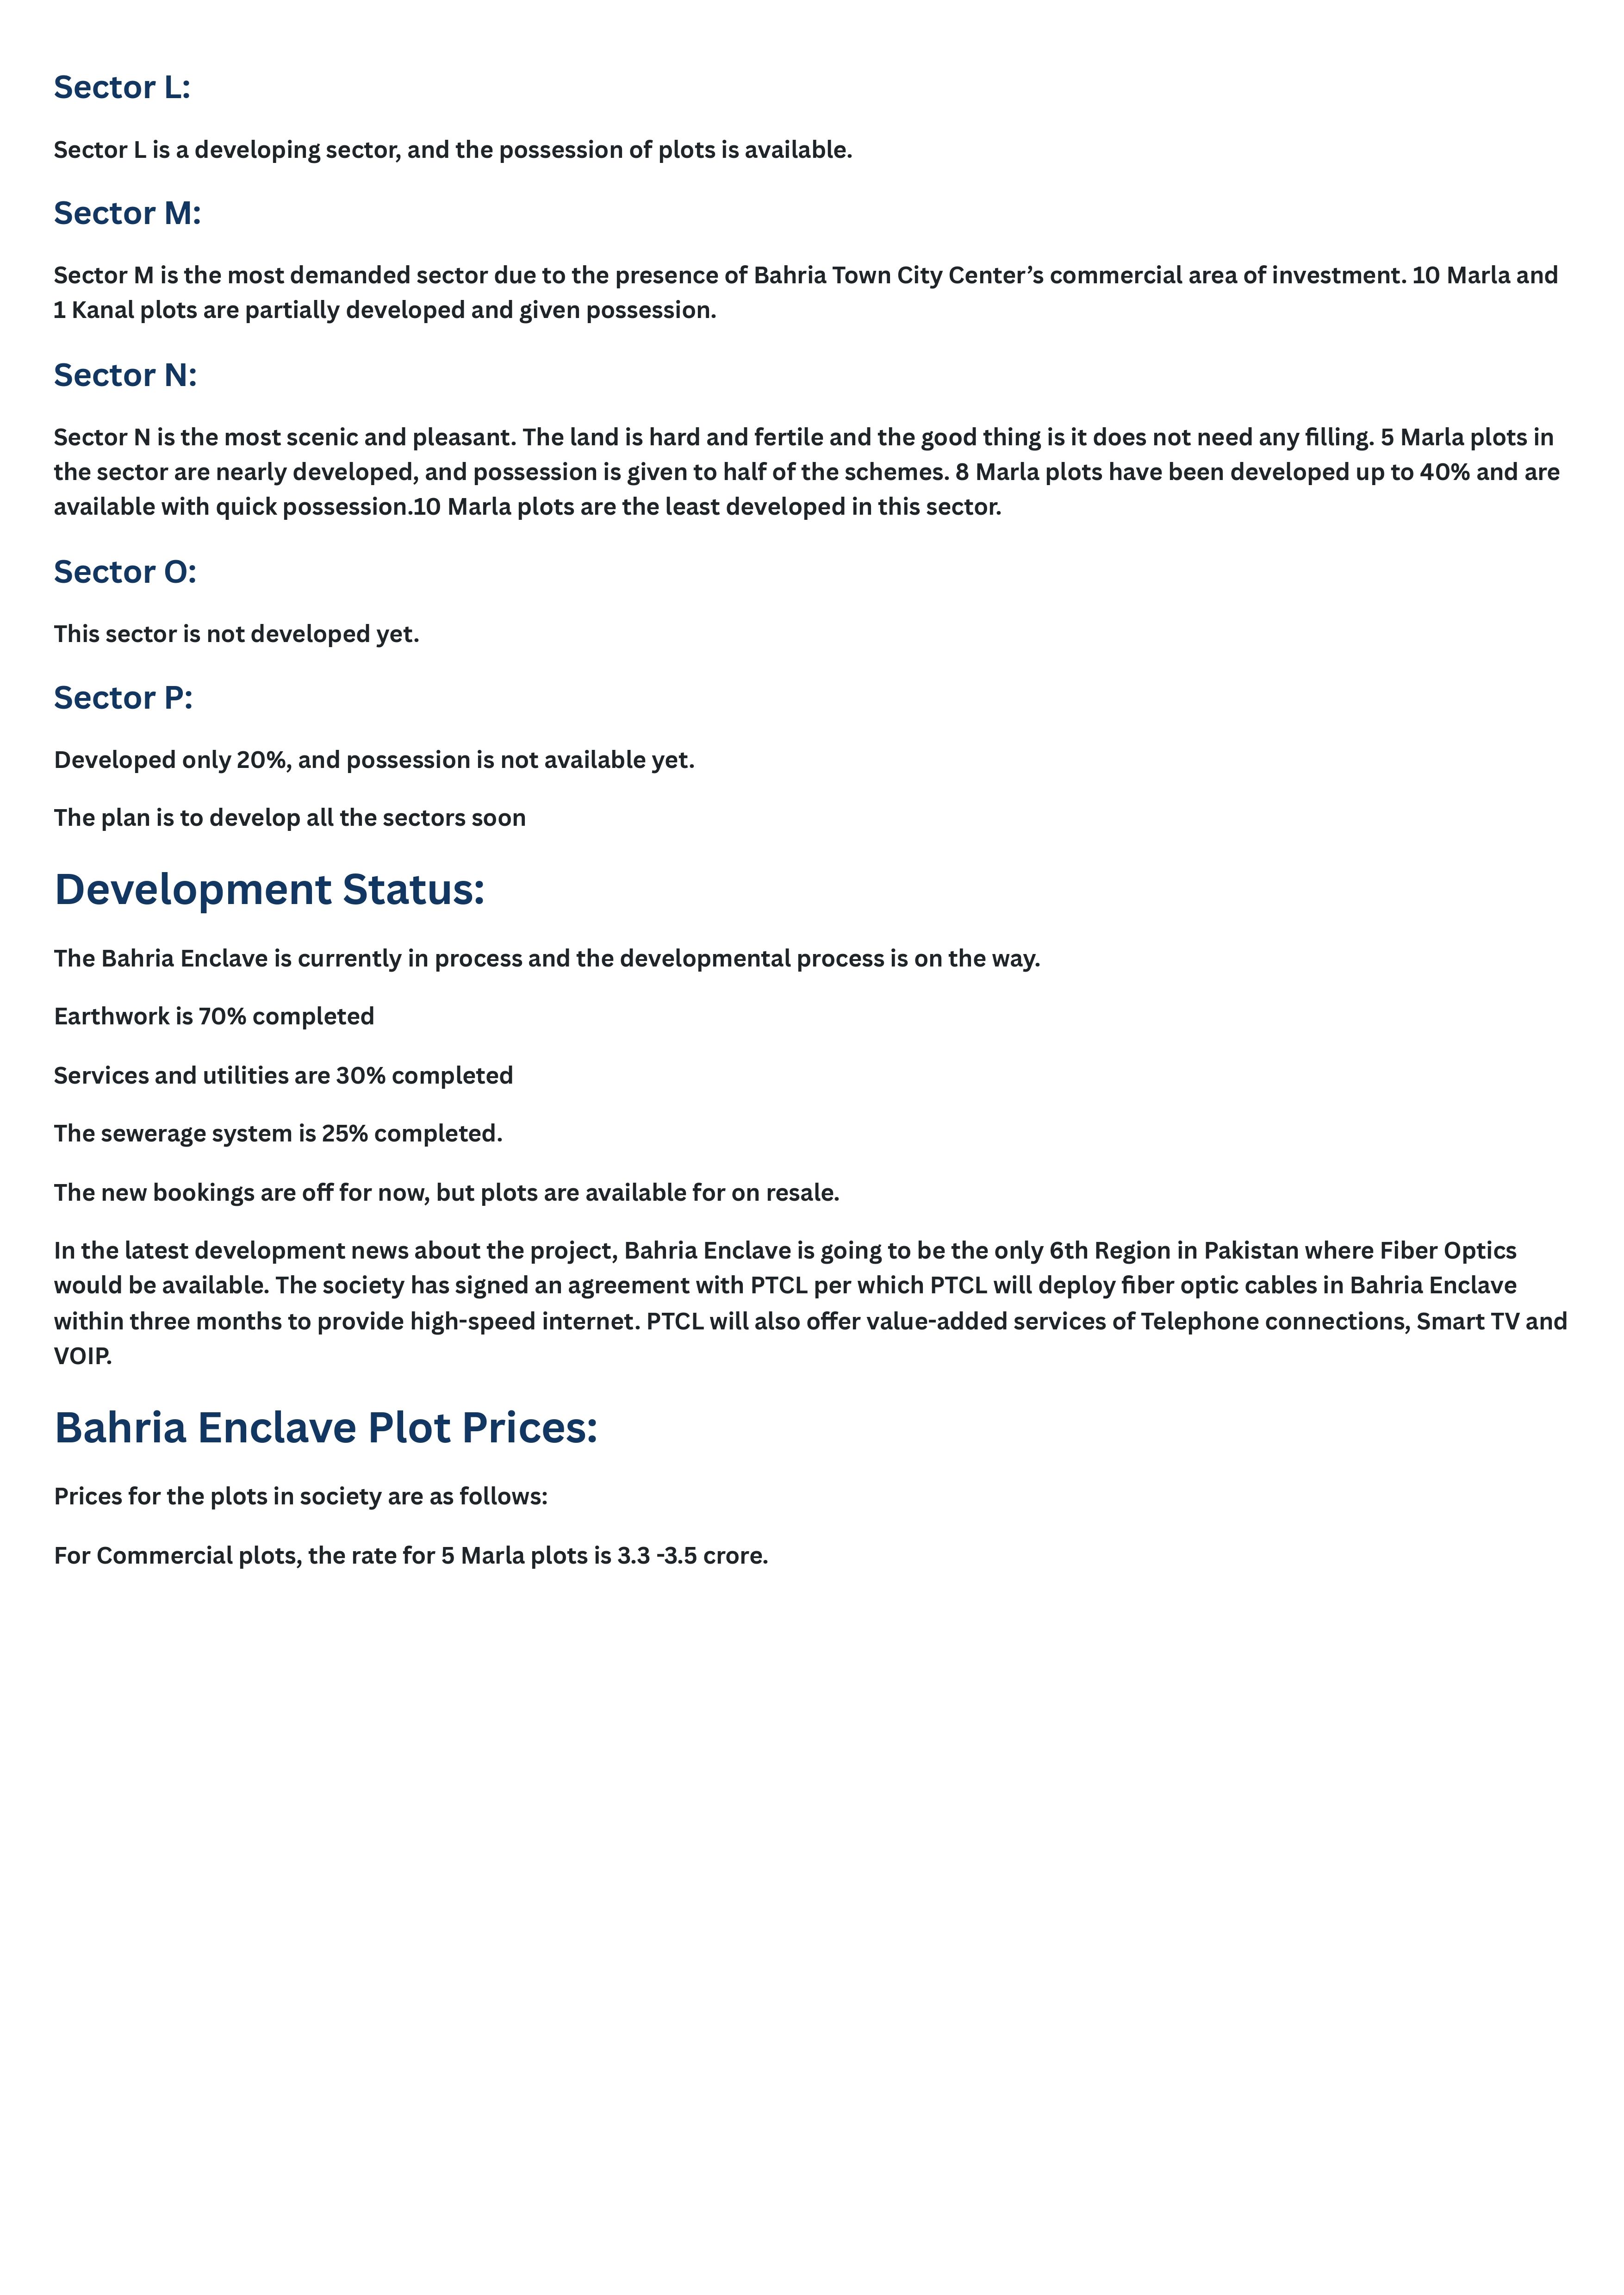 Sector L:
Sector L is a developing sector, and the possession of plots is available.
Sector M:
Sector M is the most demanded sector due to the presence of Bahria Town City Center’s commercial area of investment. 10 Marla and
1 Kanal plots are partially developed and given possession.
Sector N:
Sector N is the most scenic and pleasant. The land is hard and fertile and the good thing is it does not need any filling. 5 Marla plots in
the sector are nearly developed, and possession is given to half of the schemes. 8 Marla plots have been developed up to 40% and are
available with quick possession.10 Marla plots are the least developed in this sector.
Sector O:
This sector is not developed yet.
Sector P:
Developed only 20%, and possession is not available yet.
The plan is to develop all the sectors soon
Development Status:
The Bahria Enclave is currently in process and the developmental process is on the way.
Earthwork is 70% completed
Services and utilities are 30% completed
The sewerage system is 25% completed.
The new bookings are off for now, but plots are available for on resale.
In the latest development news about the project, Bahria Enclave is going to be the only 6th Region in Pakistan where Fiber Optics
would be available. The society has signed an agreement with PTCL per which PTCL will deploy fiber optic cables in Bahria Enclave
within three months to provide high-speed internet. PTCL will also offer value-added services of Telephone connections, Smart TV and
VOIP.
Bahria Enclave Plot Prices:
Prices for the plots in society are as follows:
For Commercial plots, the rate for 5 Marla plots is 3.3 -3.5 crore.